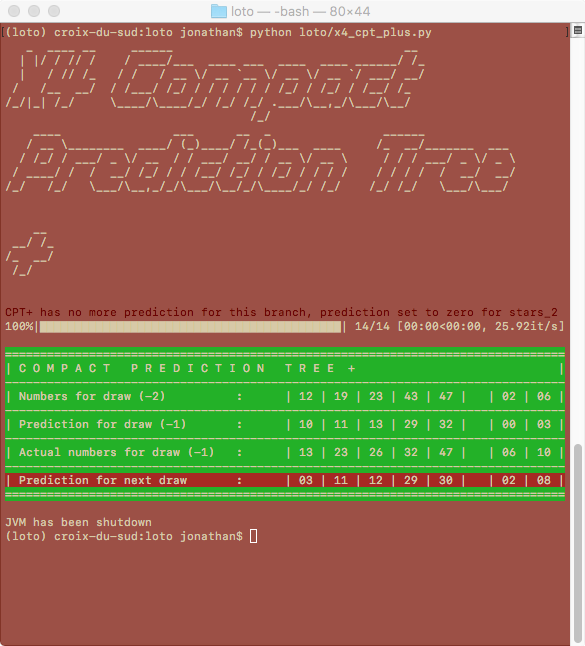 loto — -bash — 80×44
(loto) croix-du-sud:loto jonathan$ python loto/x4_cpt_plus.py
X4 Compact
Prediction Tree
+
CPT+ has no more prediction for this branch, prediction set to zero for stars_2
100%| | 14/14 [00:00<00:00, 25.92it/s]
| C O M P A C T   P R E D I C T I O N   T R E E + |
| Numbers for draw (-2) : | 12 | 19 | 23 | 43 | 47 | | 02 | 06 |
| Prediction for draw (-1) : | 10 | 11 | 13 | 29 | 32 | | 00 | 03 |
| Actual numbers for draw (-1) : | 13 | 23 | 26 | 32 | 47 | | 06 | 10 |
| Prediction for next draw : | 03 | 11 | 12 | 29 | 30 | | 02 | 08 |
JVM has been shutdown
(loto) croix-du-sud:loto jonathan$